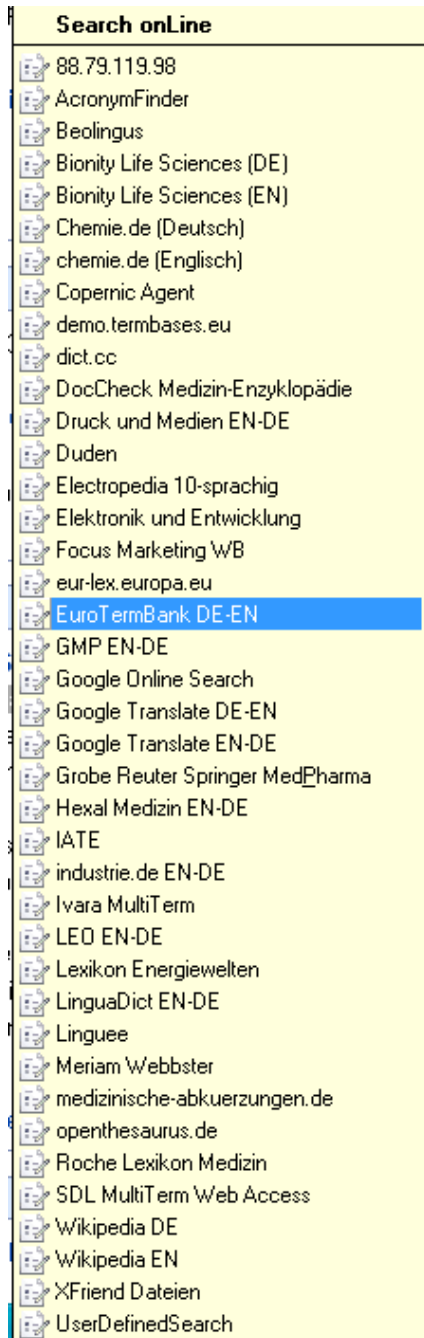 Search onLine
88.79.119.98
AcronymFinder
Beolingus
Bionity Life Sciences (DE)
Bionity Life Sciences (EN)
Chemie.de (Deutsch)
chemie.de (Englisch)
Copernic Agent
demo.termbases.eu
dict.cc
DocCheck Medizin-Enzyklopädie
Druck und Medien EN-DE
Duden
Electropedia 10-sprachig
Elektronik und Entwicklung
Focus Marketing WB
eur-lex.europa.eu
EuroTermBank DE-EN
GMP EN-DE
Google Online Search
Google Translate DE-EN
Google Translate EN-DE
Grobe Reuter Springer MedPharma
Hexal Medizin EN-DE
IATE
industrie.de EN-DE
Ivara MultiTerm
LEO EN-DE
Lexikon Energiewelten
LinguaDict EN-DE
Linguee
Meriam Webbster
medizinische-abkuerzungen.de
openthesaurus.de
Roche Lexikon Medizin
SDL MultiTerm Web Access
Wikipedia DE
Wikipedia EN
XFriend Dateien
UserDefinedSearch